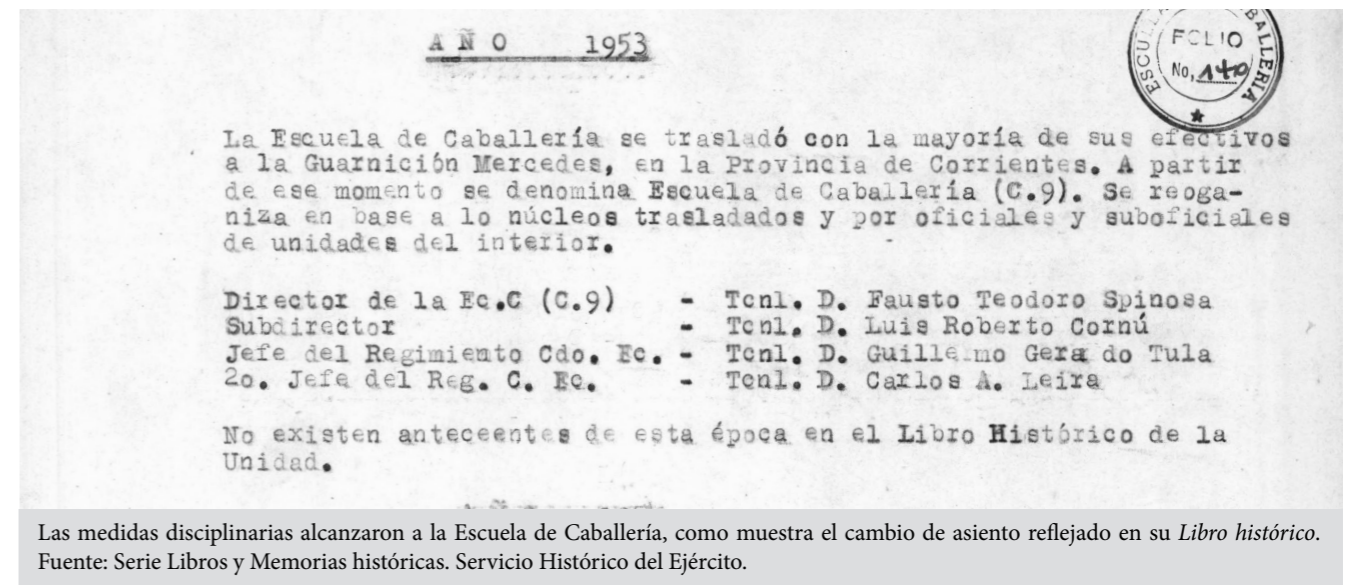 AÑO 1953
ESCUELA CABALLERIA
FOLIO
No, 140
La Escuela de Caballería se trasladó con la mayoría de sus efectivos
a la Guarnición Mercedes, en la Provincia de Corrientes. A partir
de ese momento se denomina Escuela de Caballería (C.9). Se reoga-
niza en base a lo núcleos trasladados y por oficiales y suboficiales
de unidades del interior.
Director de la Ec.C (C.9) - Tcnl. D. Fausto Teodoro Spinosa
Subdirector - Tcnl. D. Luis Roberto Cornú
Jefe del Regimiento Cdo. Ec. - Tcnl. D. Guille mo Gera do Tula
2o. Jefe del Reg. C. Ec. - Tcnl. D. Carlos A. Leira
No existen anteceentes de esta época en el Libro Histórico de la
Unidad.
Las medidas disciplinarias alcanzaron a la Escuela de Caballería, como muestra el cambio de asiento reflejado en su Libro histórico.
Fuente: Serie Libros y Memorias históricas. Servicio Histórico del Ejército.